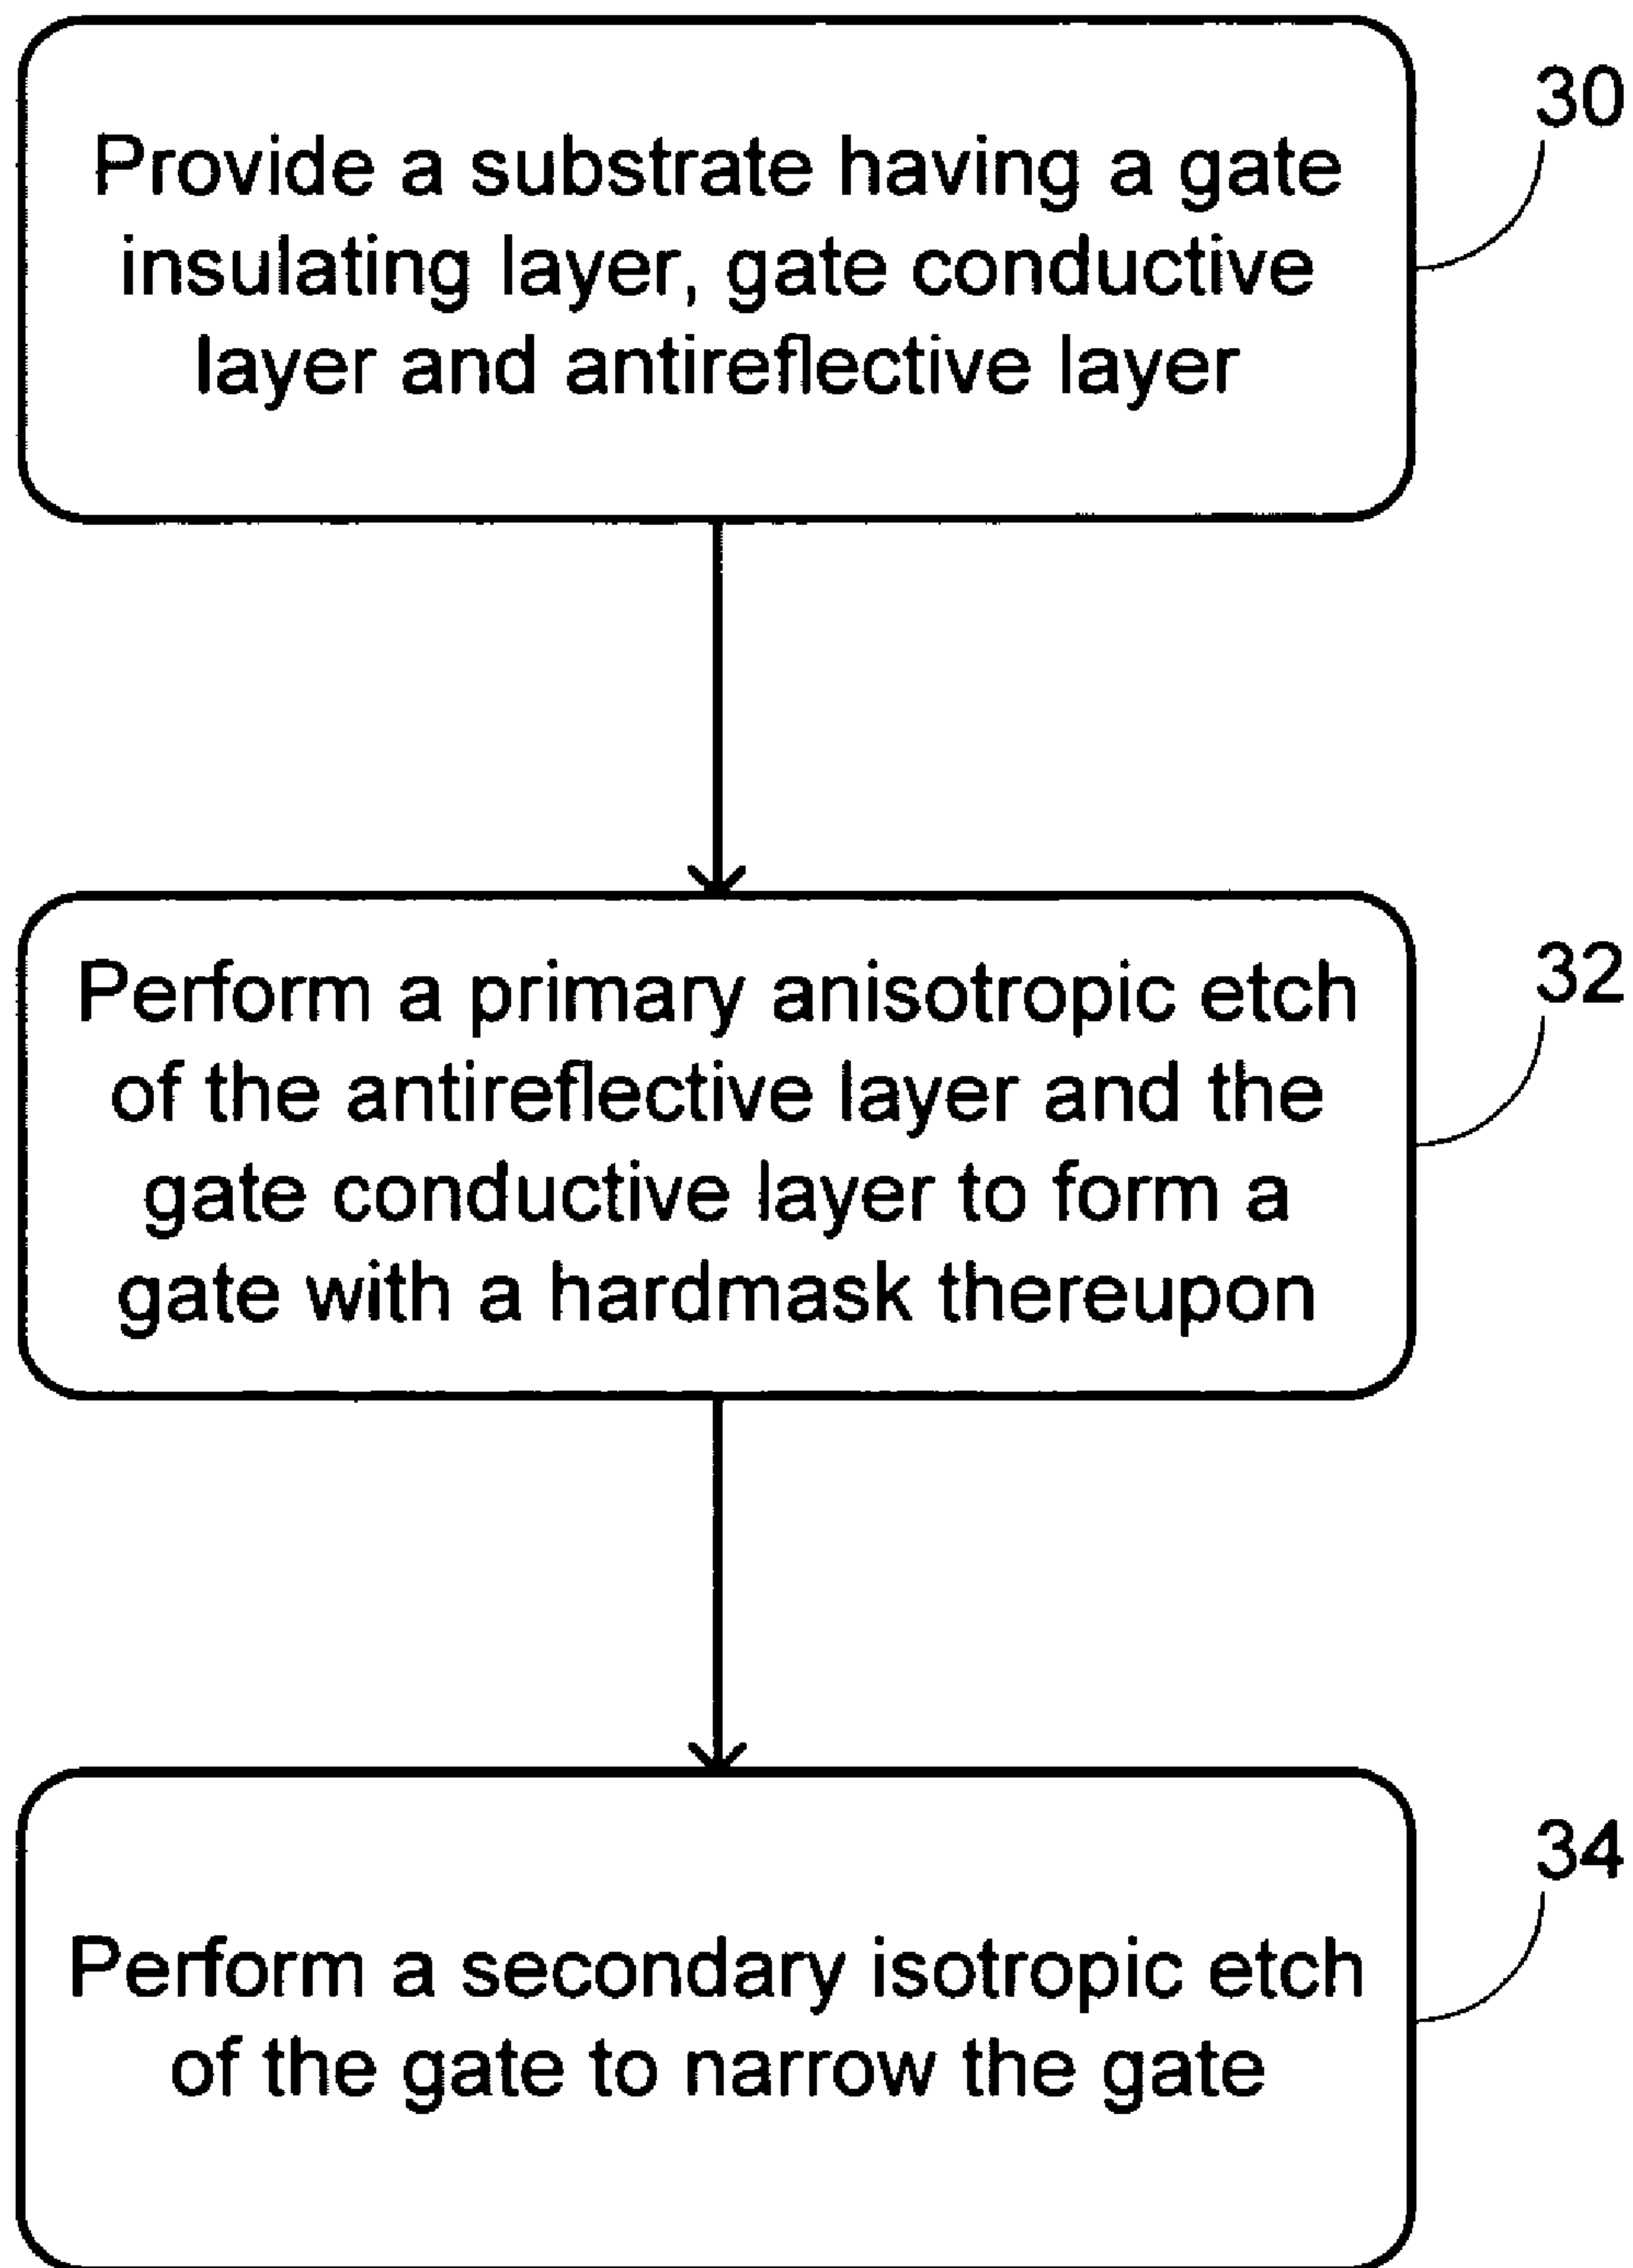 30
Provide a substrate having a gate
insulating layer, gate conductive
layer and antireflective layer
32
Perform a primary anisotropic etch
of the antireflective layer and the
gate conductive layer to form a
gate with a hardmask thereupon
34
Perform a secondary isotropic etch
of the gate to narrow the gate